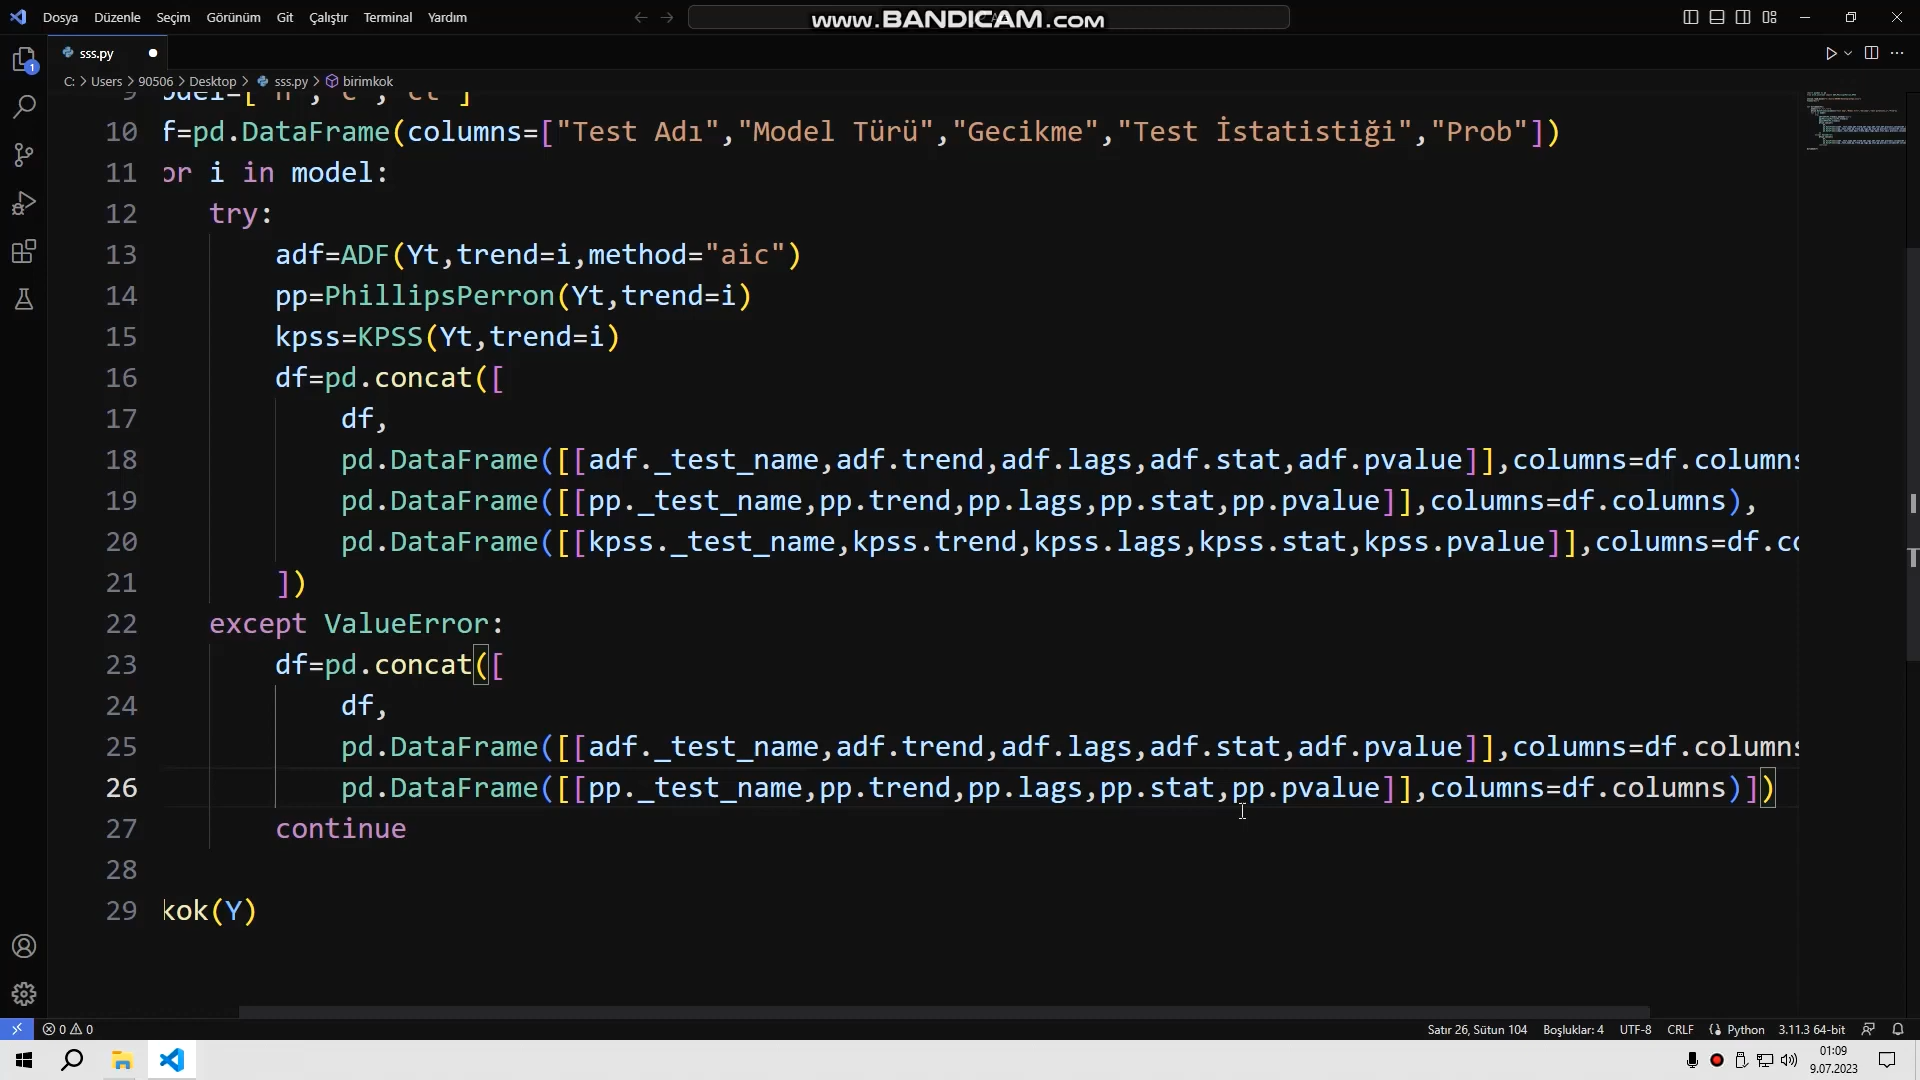 Dosya Düzenle Seçim Görünüm Git Çalıştır Terminal Yardım
www.BANDICAM.com
sss.py
1
C: > Users > 90506 > Desktop > sss.py > birimkok
9 odel=["n","c","ct"]
10 f=pd.DataFrame(columns=["Test Adı","Model Türü","Gecikme","Test İstatistiği","Prob"])
11 or i in model:
12 try:
13 adf=ADF(Yt,trend=i,method="aic")
14 pp=PhillipsPerron(Yt,trend=i)
15 kpss=KPSS(Yt,trend=i)
16 df=pd.concat([
17 df,
18 pd.DataFrame([[adf._test_name,adf.trend,adf.lags,adf.stat,adf.pvalue]],columns=df.columns
19 pd.DataFrame([[pp._test_name,pp.trend,pp.lags,pp.stat,pp.pvalue]],columns=df.columns),
20 pd.DataFrame([[kpss._test_name,kpss.trend,kpss.lags,kpss.stat,kpss.pvalue]],columns=df.co
21 ])
22 except ValueError:
23 df=pd.concat([
24 df,
25 pd.DataFrame([[adf._test_name,adf.trend,adf.lags,adf.stat,adf.pvalue]],columns=df.columns
26 pd.DataFrame([[pp._test_name,pp.trend,pp.lags,pp.stat,pp.pvalue]],columns=df.columns)])
27 continue
28
29 kok(Y)
0 0 Satır 26, Sütun 104 Boşluklar: 4 UTF-8 CRLF Python 3.11.3 64-bit
01:09
9.07.2023